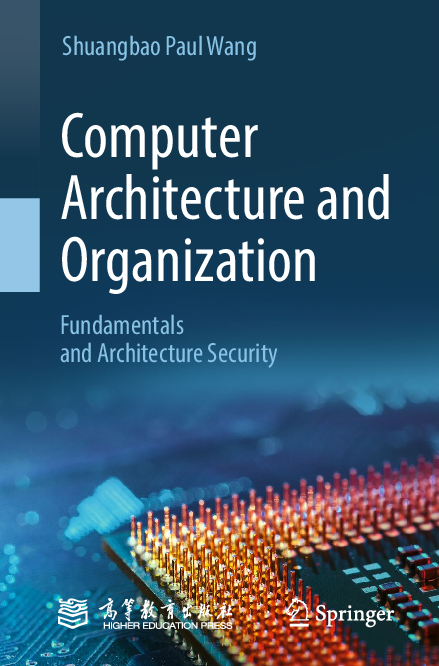 Shuangbao Paul Wang
Computer
Architecture and
Organization
Fundamentals
and Architecture Security
高等教育出版社
HIGHER EDUCATION PRESS
Springer